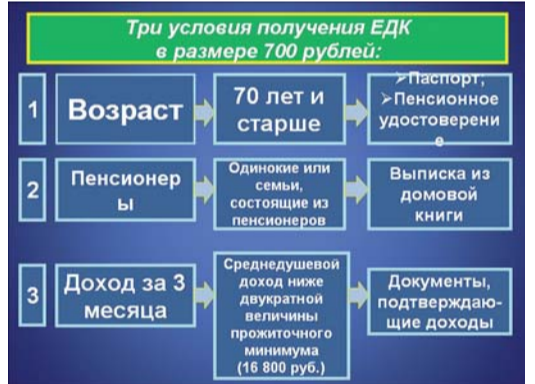 Три условия получения ЕДК
в размере 700 рублей:
1
Возраст
70 лет и
старше
➢Паспорт;
➢Пенсионное
удостоверени
е
2
Пенсионер
ы
Одинокие или
семьи,
состоящие из
пенсионеров
Выписка из
домовой
книги
3
Доход за 3
месяца
Среднедушевой
доход ниже
двукратной
величины
прожиточного
минимума
(16 800 руб.)
Документы,
подтверждаю-
щие доходы